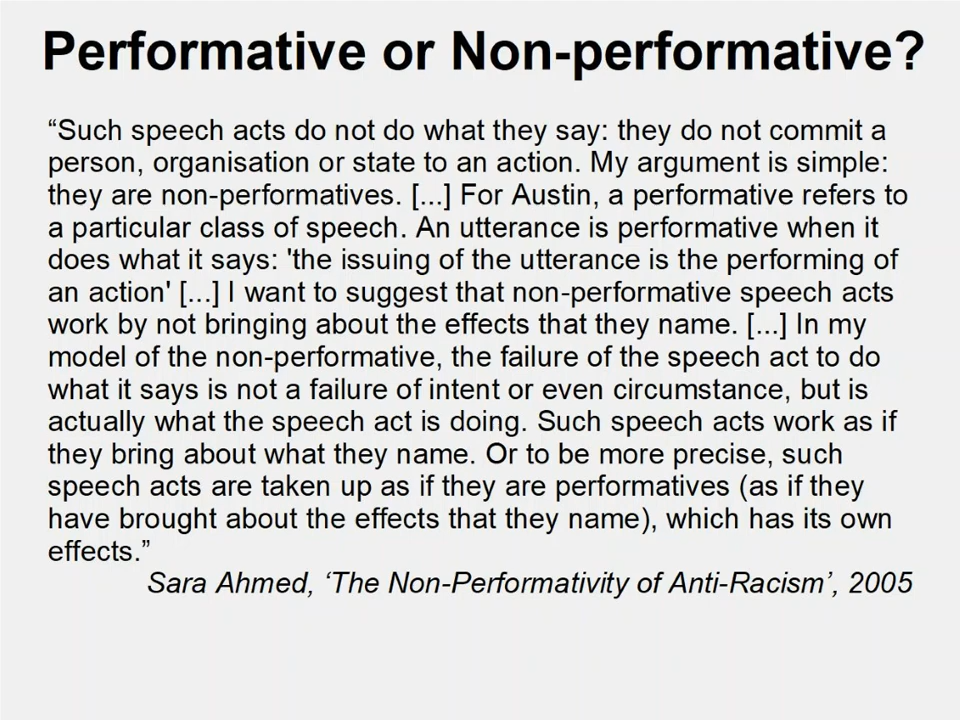 Performative or Non-performative?
“Such speech acts do not do what they say: they do not commit a
person, organisation or state to an action. My argument is simple:
they are non-performatives. [...] For Austin, a performative refers to
a particular class of speech. An utterance is performative when it
does what it says: 'the issuing of the utterance is the performing of
an action' [...] I want to suggest that non-performative speech acts
work by not bringing about the effects that they name. [...] In my
model of the non-performative, the failure of the speech act to do
what it says is not a failure of intent or even circumstance, but is
actually what the speech act is doing. Such speech acts work as if
they bring about what they name. Or to be more precise, such
speech acts are taken up as if they are performatives (as if they
have brought about the effects that they name), which has its own
effects.”
Sara Ahmed, ‘The Non-Performativity of Anti-Racism’, 2005